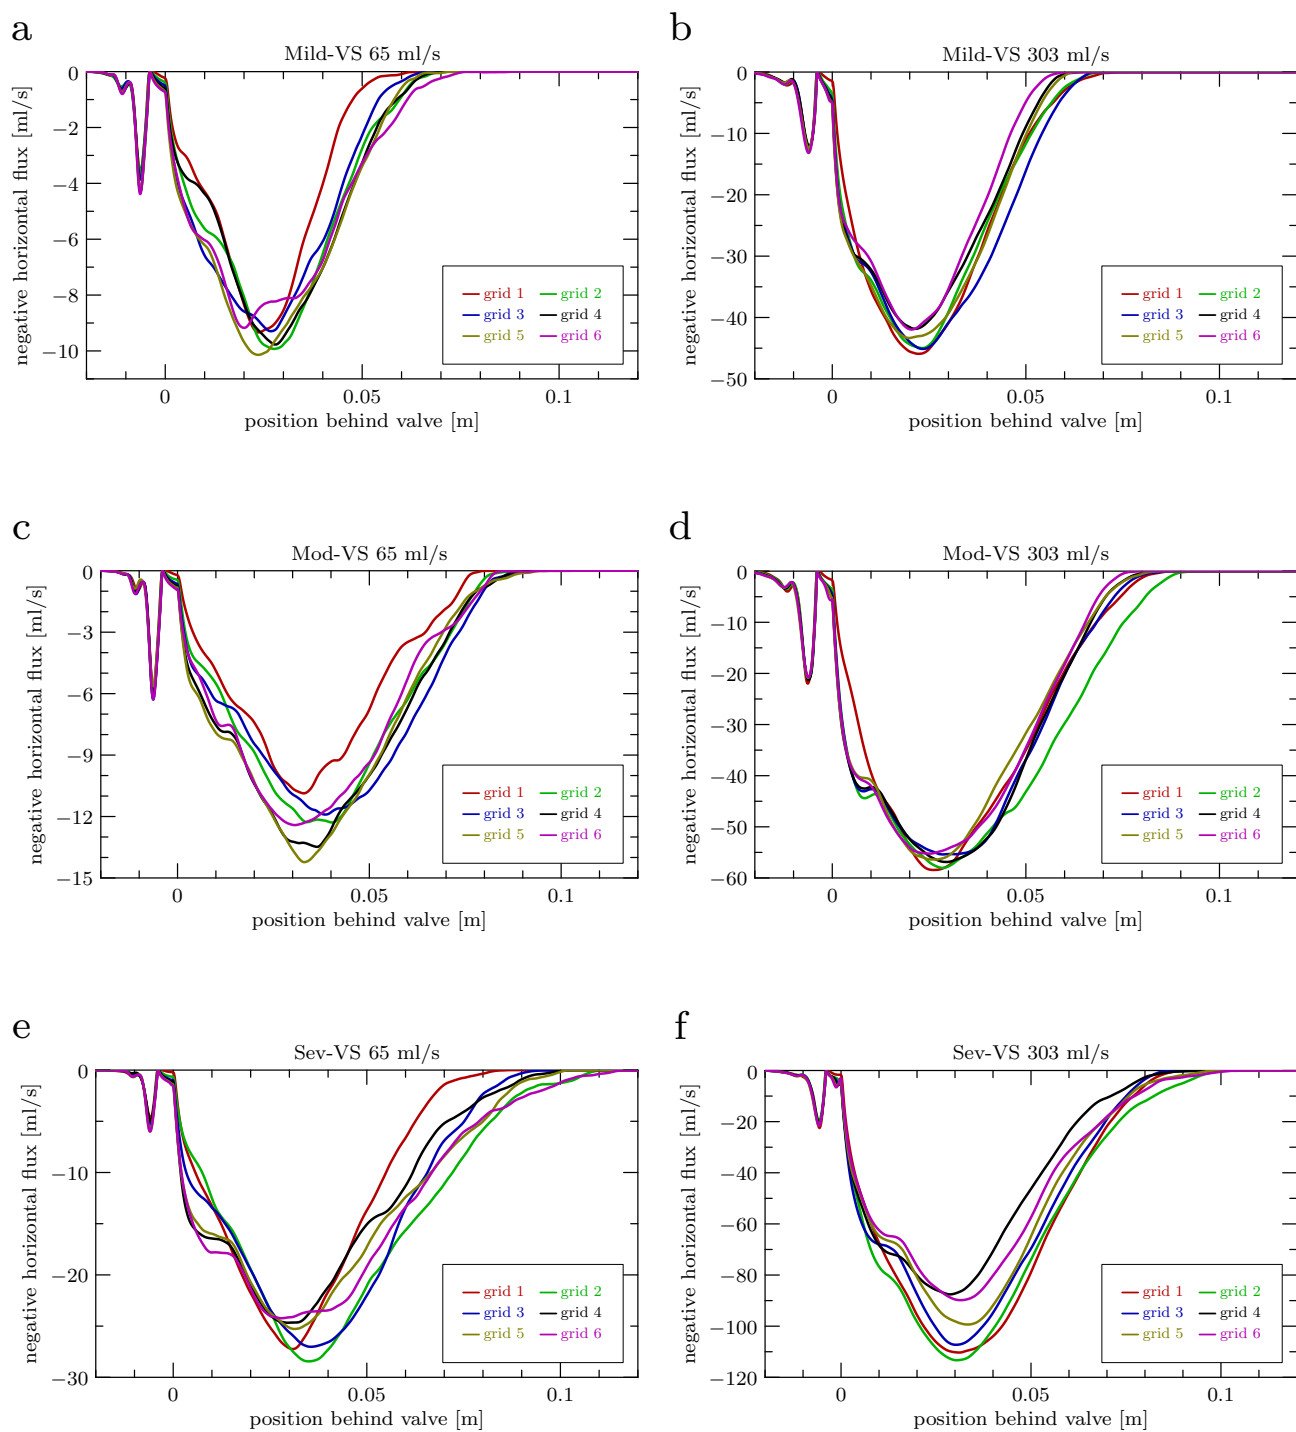 a
Mild-VS 65 ml/s
negative horizontal flux [ml/s]
0
−2
−4
−6
−8
−10
grid 1 grid 2
grid 3 grid 4
grid 5 grid 6
0 0.05 0.1
position behind valve [m]
b
Mild-VS 303 ml/s
negative horizontal flux [ml/s]
0
−10
−20
−30
−40
−50
grid 1 grid 2
grid 3 grid 4
grid 5 grid 6
0 0.05 0.1
position behind valve [m]
c
Mod-VS 65 ml/s
negative horizontal flux [ml/s]
0
−3
−6
−9
−12
−15
grid 1 grid 2
grid 3 grid 4
grid 5 grid 6
0 0.05 0.1
position behind valve [m]
d
Mod-VS 303 ml/s
negative horizontal flux [ml/s]
0
−10
−20
−30
−40
−50
−60
grid 1 grid 2
grid 3 grid 4
grid 5 grid 6
0 0.05 0.1
position behind valve [m]
e
Sev-VS 65 ml/s
negative horizontal flux [ml/s]
0
−10
−20
−30
grid 1 grid 2
grid 3 grid 4
grid 5 grid 6
0 0.05 0.1
position behind valve [m]
f
Sev-VS 303 ml/s
negative horizontal flux [ml/s]
0
−20
−40
−60
−80
−100
−120
grid 1 grid 2
grid 3 grid 4
grid 5 grid 6
0 0.05 0.1
position behind valve [m]